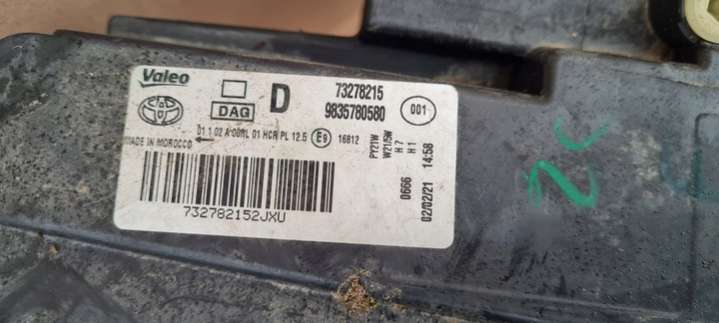 Valeo
D
73278215
DAG
9835780580
001
01 1 02 A 00RL 01 HCR PL 12.5 E9 16812
MADE IN MOROCCO
732782152JXU
PY21W
W21/5W
H7
H1
0666
02/02/21 14:58
2c